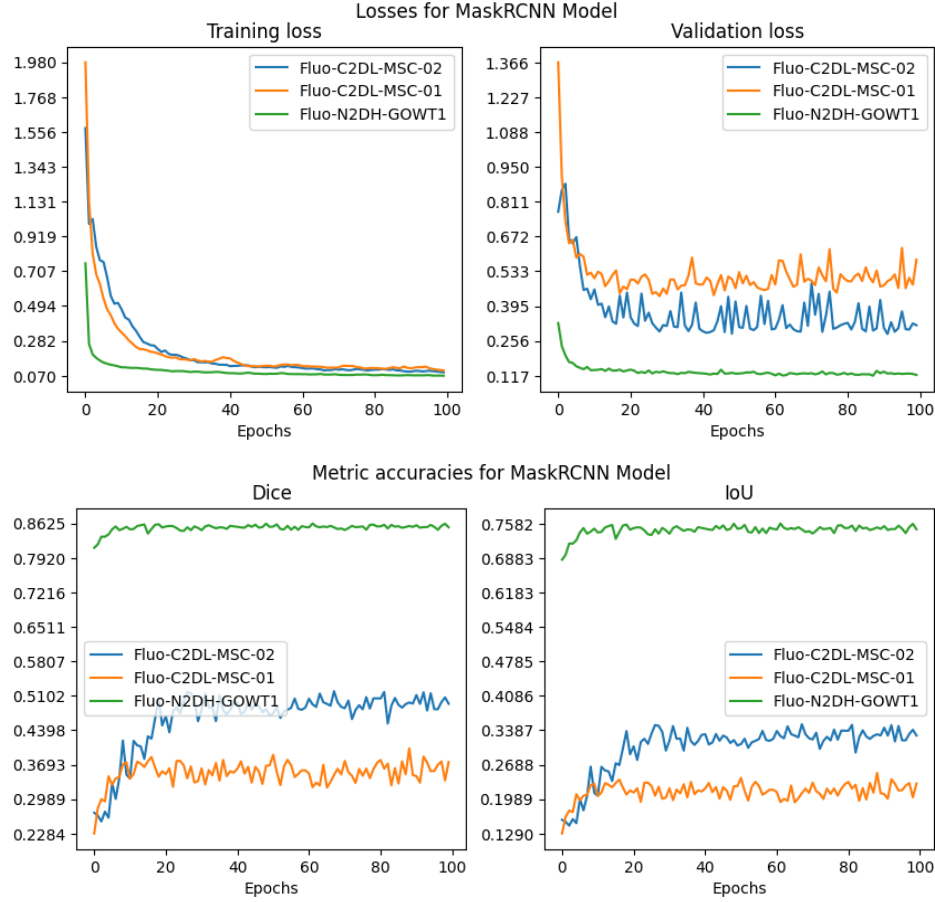 Losses for MaskRCNN Model
Training loss
1.980
1.768
1.556
1.343
1.131
0.919
0.707
0.494
0.282
0.070
0 20 40 60 80 100
Epochs
Fluo-C2DL-MSC-02
Fluo-C2DL-MSC-01
Fluo-N2DH-GOWT1
Validation loss
1.366
1.227
1.088
0.950
0.811
0.672
0.533
0.395
0.256
0.117
0 20 40 60 80 100
Epochs
Fluo-C2DL-MSC-02
Fluo-C2DL-MSC-01
Fluo-N2DH-GOWT1
Metric accuracies for MaskRCNN Model
Dice
0.8625
0.7920
0.7216
0.6511
0.5807
0.5102
0.4398
0.3693
0.2989
0.2284
0 20 40 60 80 100
Epochs
Fluo-C2DL-MSC-02
Fluo-C2DL-MSC-01
Fluo-N2DH-GOWT1
IoU
0.7582
0.6883
0.6183
0.5484
0.4785
0.4086
0.3387
0.2688
0.1989
0.1290
0 20 40 60 80 100
Epochs
Fluo-C2DL-MSC-02
Fluo-C2DL-MSC-01
Fluo-N2DH-GOWT1